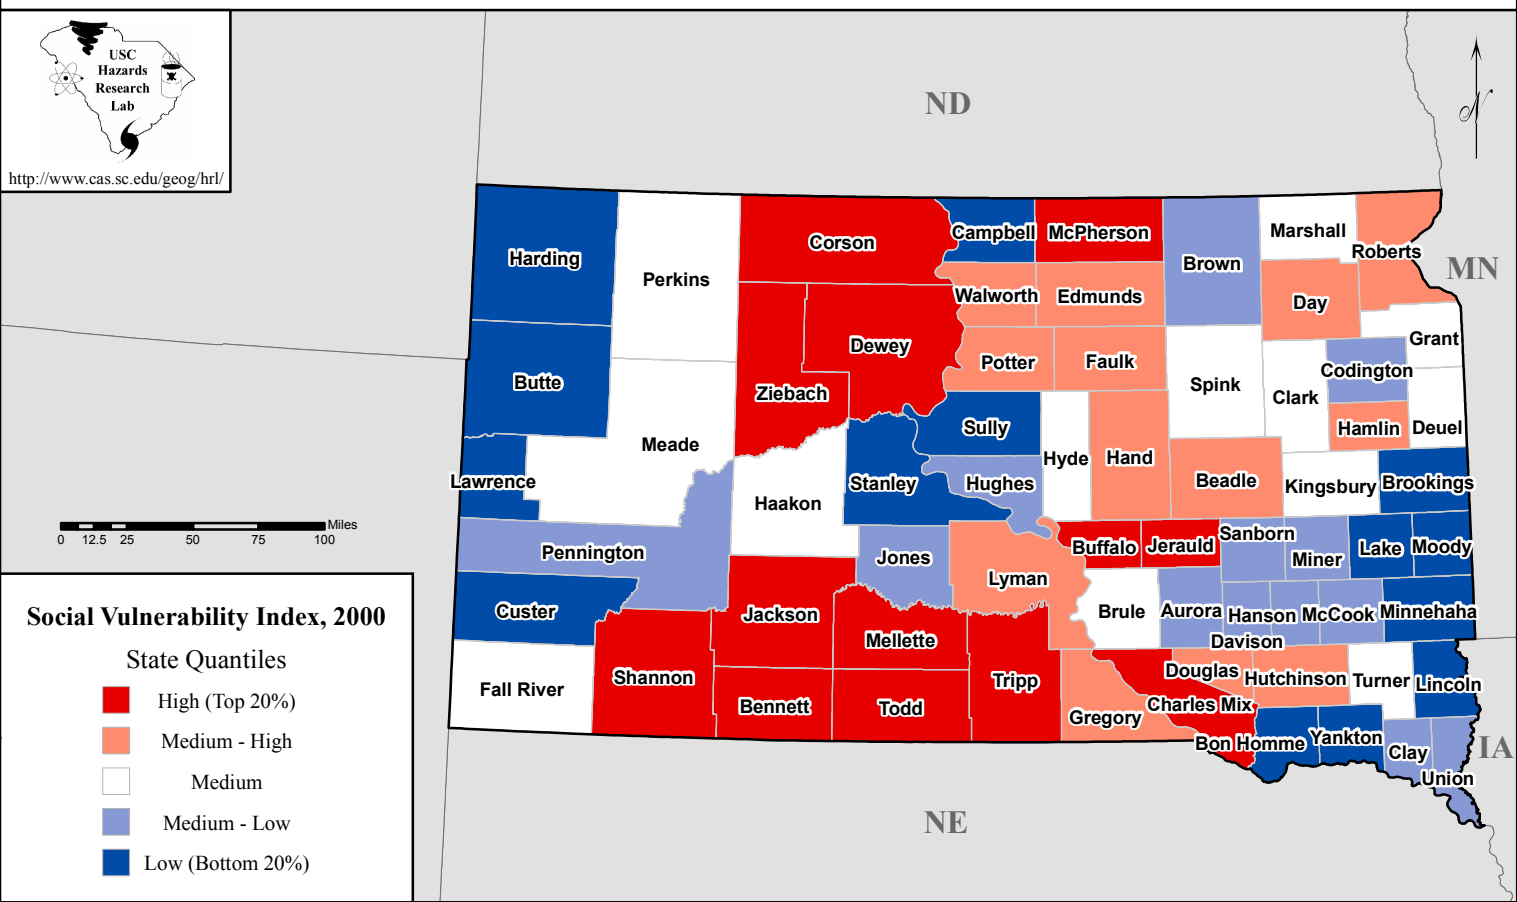 USC
Hazards
Research
Lab
http://www.cas.sc.edu/geog/hrl/
ND
N
MN
Harding
Perkins
Corson
Campbell
McPherson
Brown
Marshall
Roberts
Walworth
Edmunds
Day
Grant
Butte
Dewey
Potter
Faulk
Spink
Codington
Ziebach
Clark
Meade
Sully
Hyde
Hand
Hamlin
Deuel
Lawrence
Haakon
Stanley
Hughes
Beadle
Kingsbury
Brookings
Pennington
Jones
Buffalo
Jerauld
Sanborn
Miner
Lake
Moody
Lyman
Custer
Jackson
Mellette
Brule
Aurora
Hanson
McCook
Minnehaha
Davison
Fall River
Shannon
Bennett
Todd
Tripp
Gregory
Douglas
Charles Mix
Hutchinson
Turner
Lincoln
Bon Homme
Yankton
Clay
Union
IA
NE
Miles
0 12.5 25 50 75 100
Social Vulnerability Index, 2000
State Quantiles
High (Top 20%)
Medium - High
Medium
Medium - Low
Low (Bottom 20%)